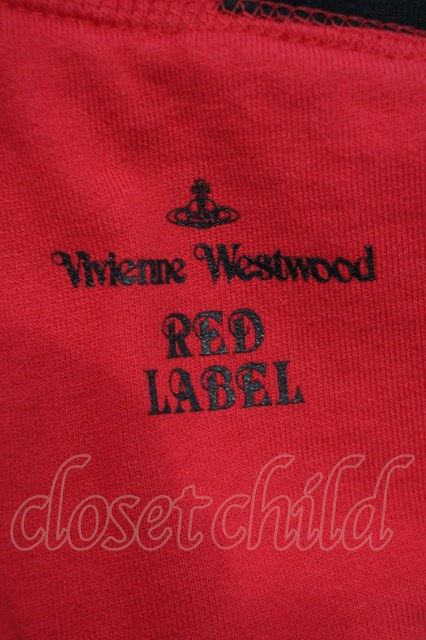 Vivienne Westwood
RED
LABEL
closet child